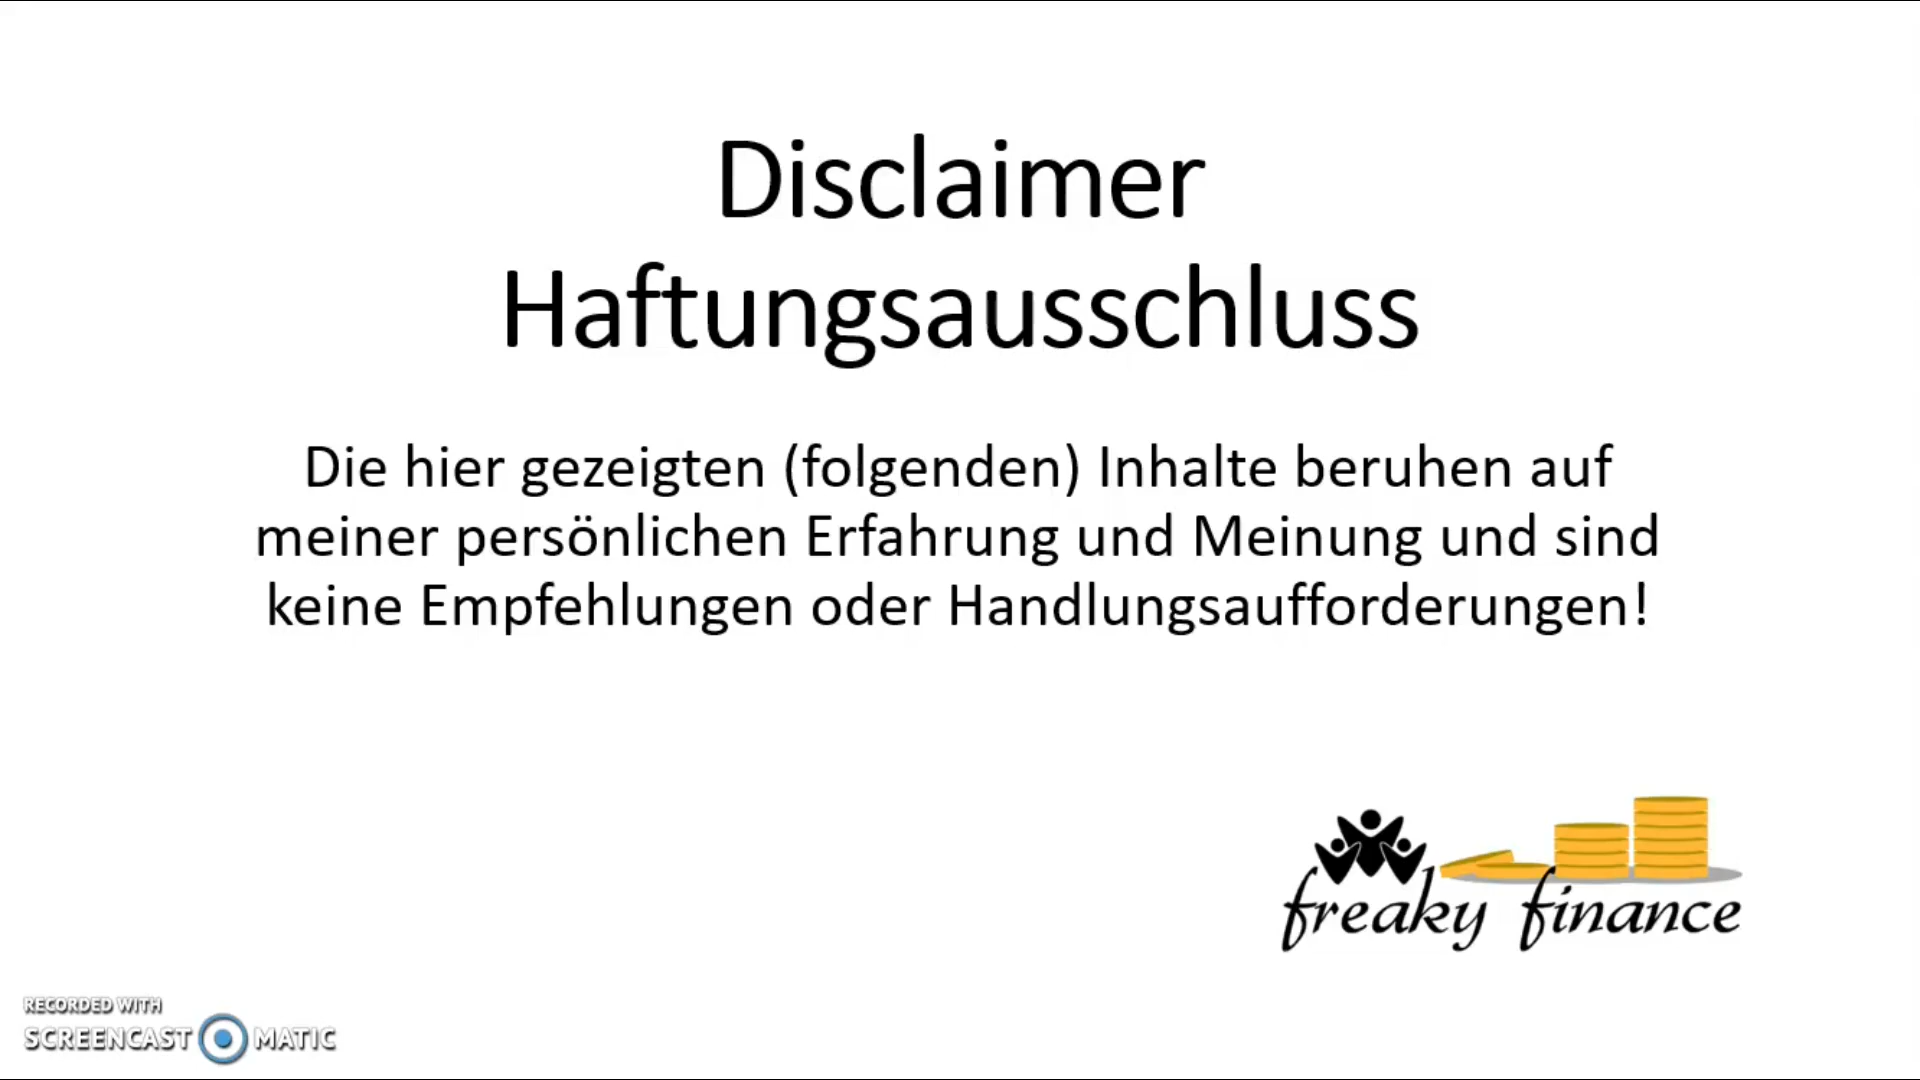 Disclaimer
Haftungsausschluss
Die hier gezeigten (folgenden) Inhalte beruhen auf
meiner persönlichen Erfahrung und Meinung und sind
keine Empfehlungen oder Handlungsaufforderungen!
freaky finance
RECORDED WITH
SCREENCAST MATIC